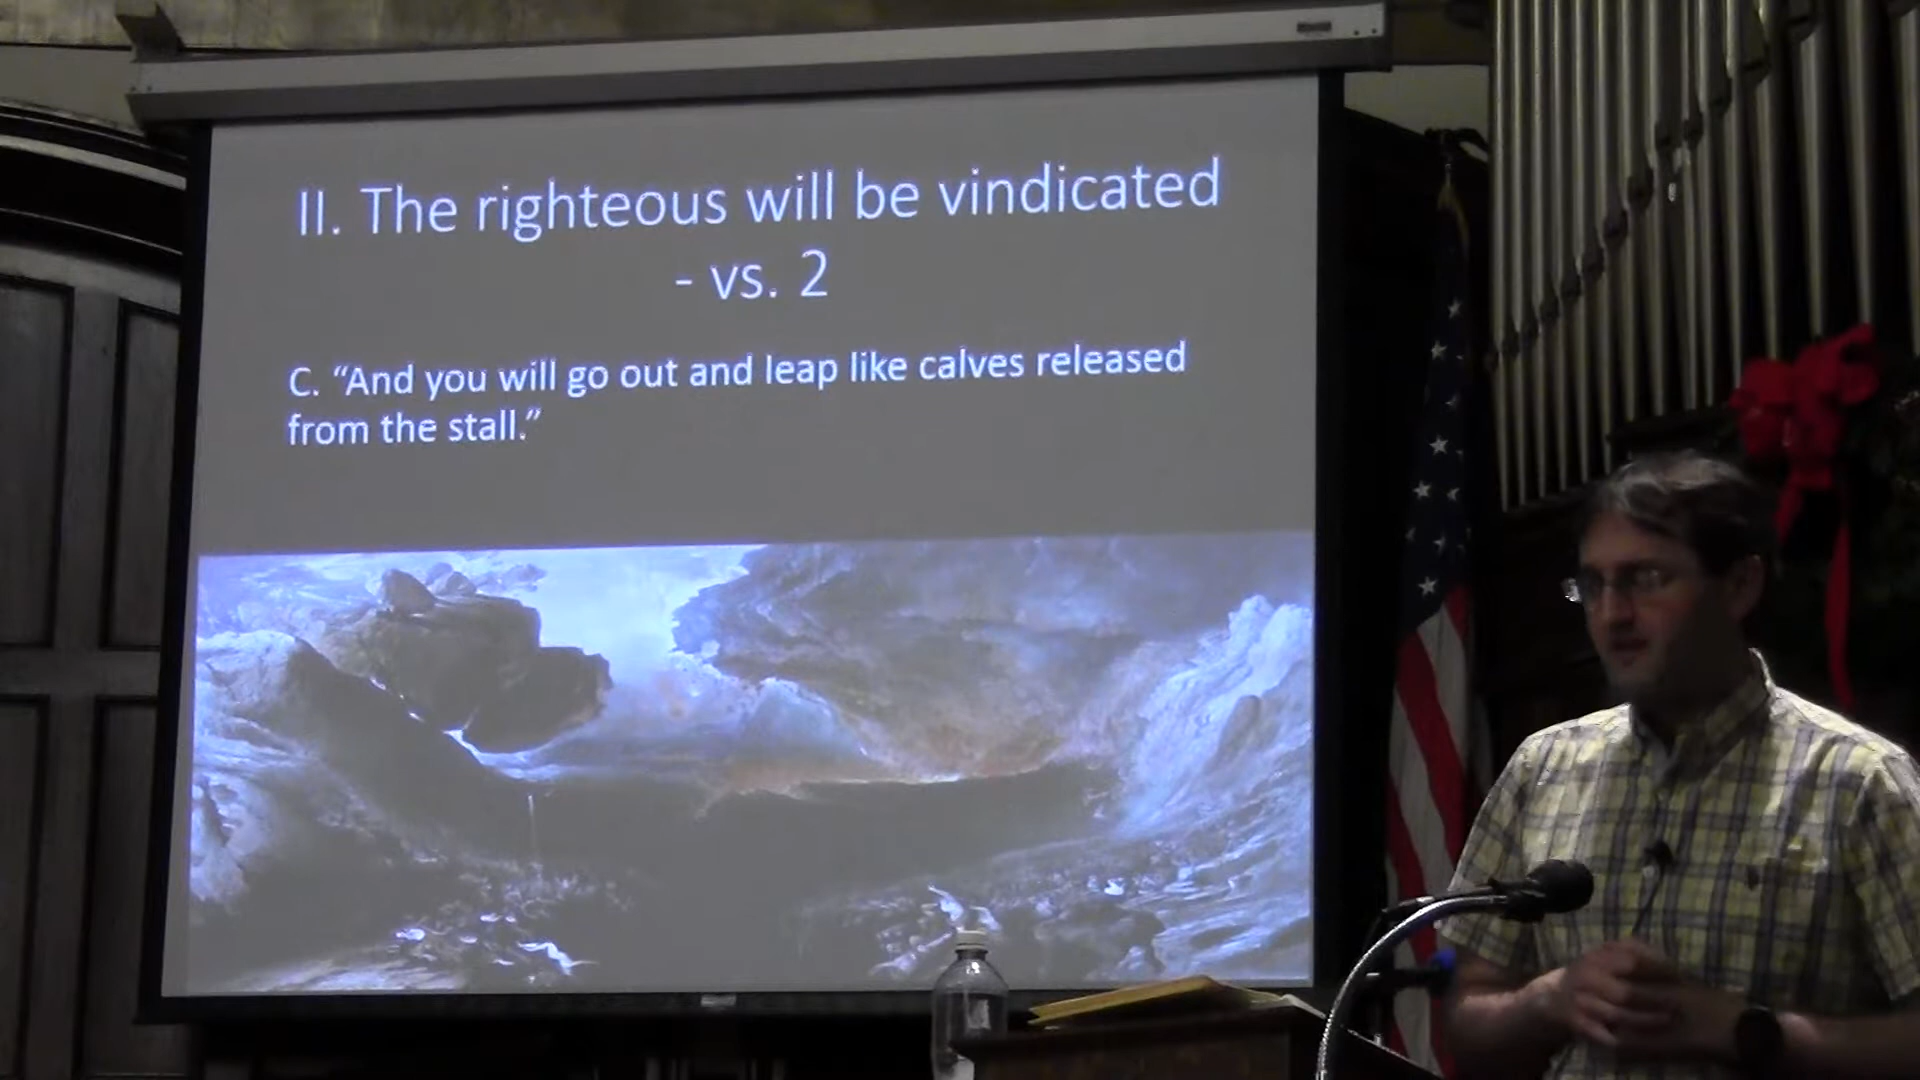 II. The righteous will be vindicated
- vs. 2
C. “And you will go out and leap like calves released
from the stall.”